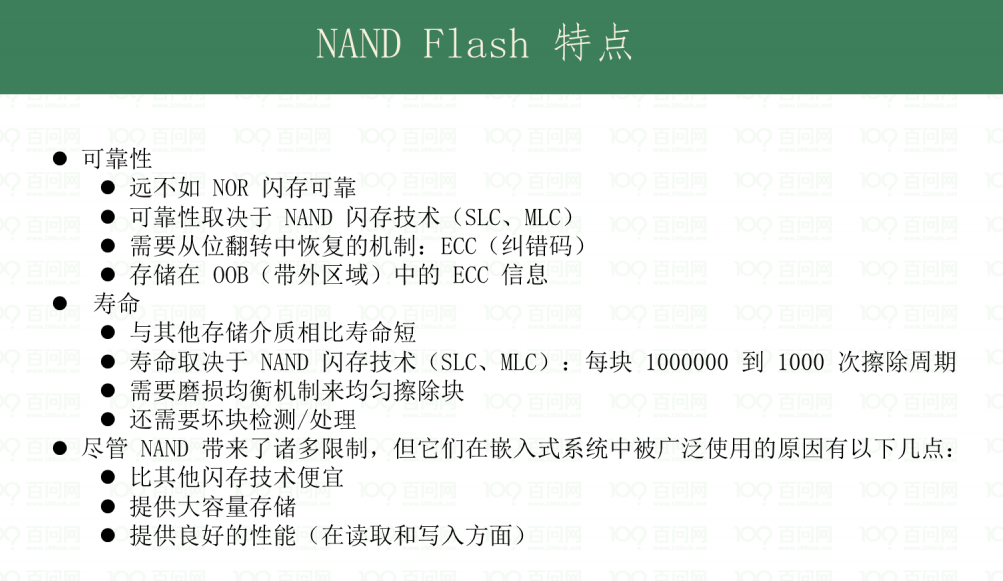 NAND Flash 特点
● 可靠性
● 远不如 NOR 闪存可靠
● 可靠性取决于 NAND 闪存技术（SLC、MLC）
● 需要从位翻转中恢复的机制：ECC（纠错码）
● 存储在 OOB（带外区域）中的 ECC 信息
● 寿命
● 与其他存储介质相比寿命短
● 寿命取决于 NAND 闪存技术（SLC、MLC）：每块 1000000 到 1000 次擦除周期
● 需要磨损均衡机制来均匀擦除块
● 还需要坏块检测/处理
● 尽管 NAND 带来了诸多限制，但它们在嵌入式系统中被广泛使用的原因有以下几点：
● 比其他闪存技术便宜
● 提供大容量存储
● 提供良好的性能（在读取和写入方面）